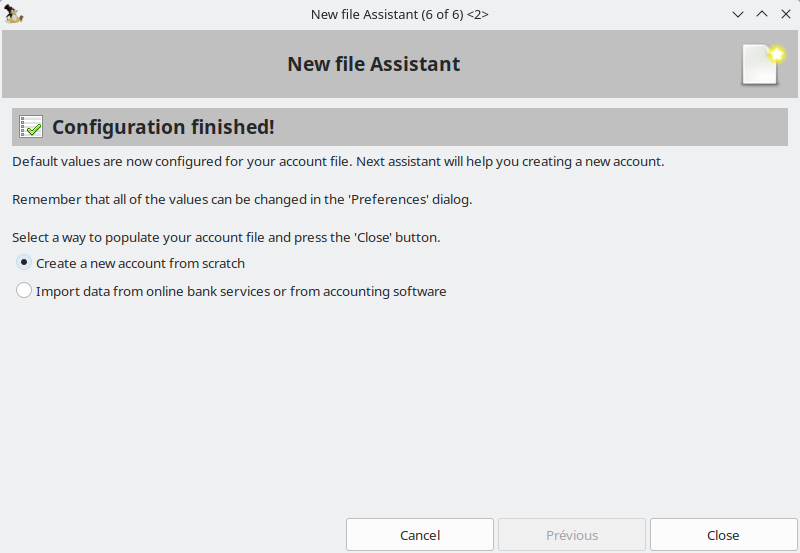 New file Assistant (6 of 6) <2>
New file Assistant
Configuration finished!
Default values are now configured for your account file. Next assistant will help you creating a new account.
Remember that all of the values can be changed in the 'Preferences' dialog.
Select a way to populate your account file and press the 'Close' button.
Create a new account from scratch
Import data from online bank services or from accounting software
Cancel
Prévious
Close